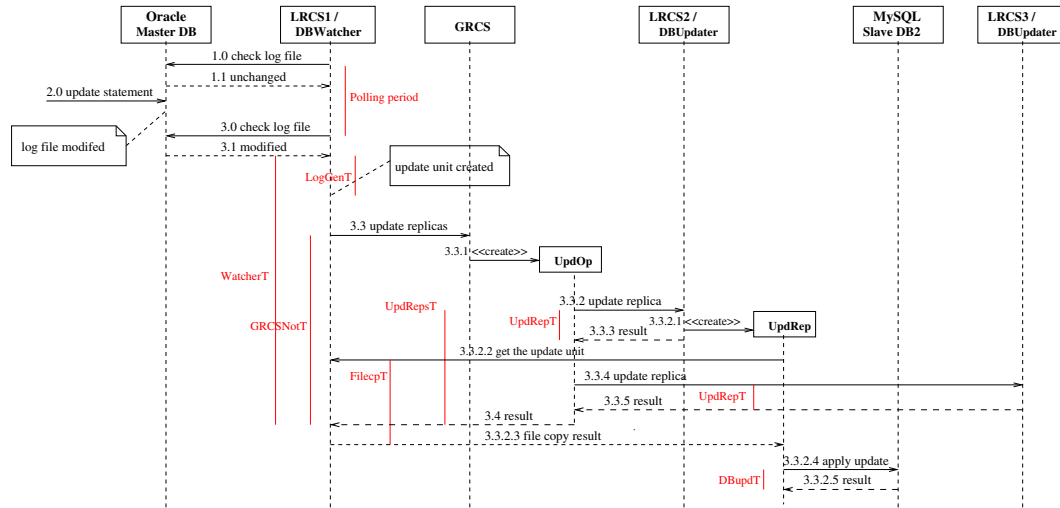 Oracle
Master DB
LRCS1 /
DBWatcher
GRCS
LRCS2 /
DBUpdater
MySQL
Slave DB2
LRCS3 /
DBUpdater
1.0 check log file
1.1 unchanged
2.0 update statement
Polling period
3.0 check log file
log file modifed
3.1 modified
update unit created
LogGenT
3.3 update replicas
3.3.1 <<create>>
UpdOp
WatcherT
UpdRepsT
3.3.2 update replica
GRCSNotT
UpdRepT
3.3.2.1 <<create>>
UpdRep
3.3.3 result
3.3.2.2 get the update unit
FilecpT
3.3.4 update replica
UpdRepT
3.3.5 result
3.4 result
3.3.2.3 file copy result
3.3.2.4 apply update
DBupdT
3.3.2.5 result